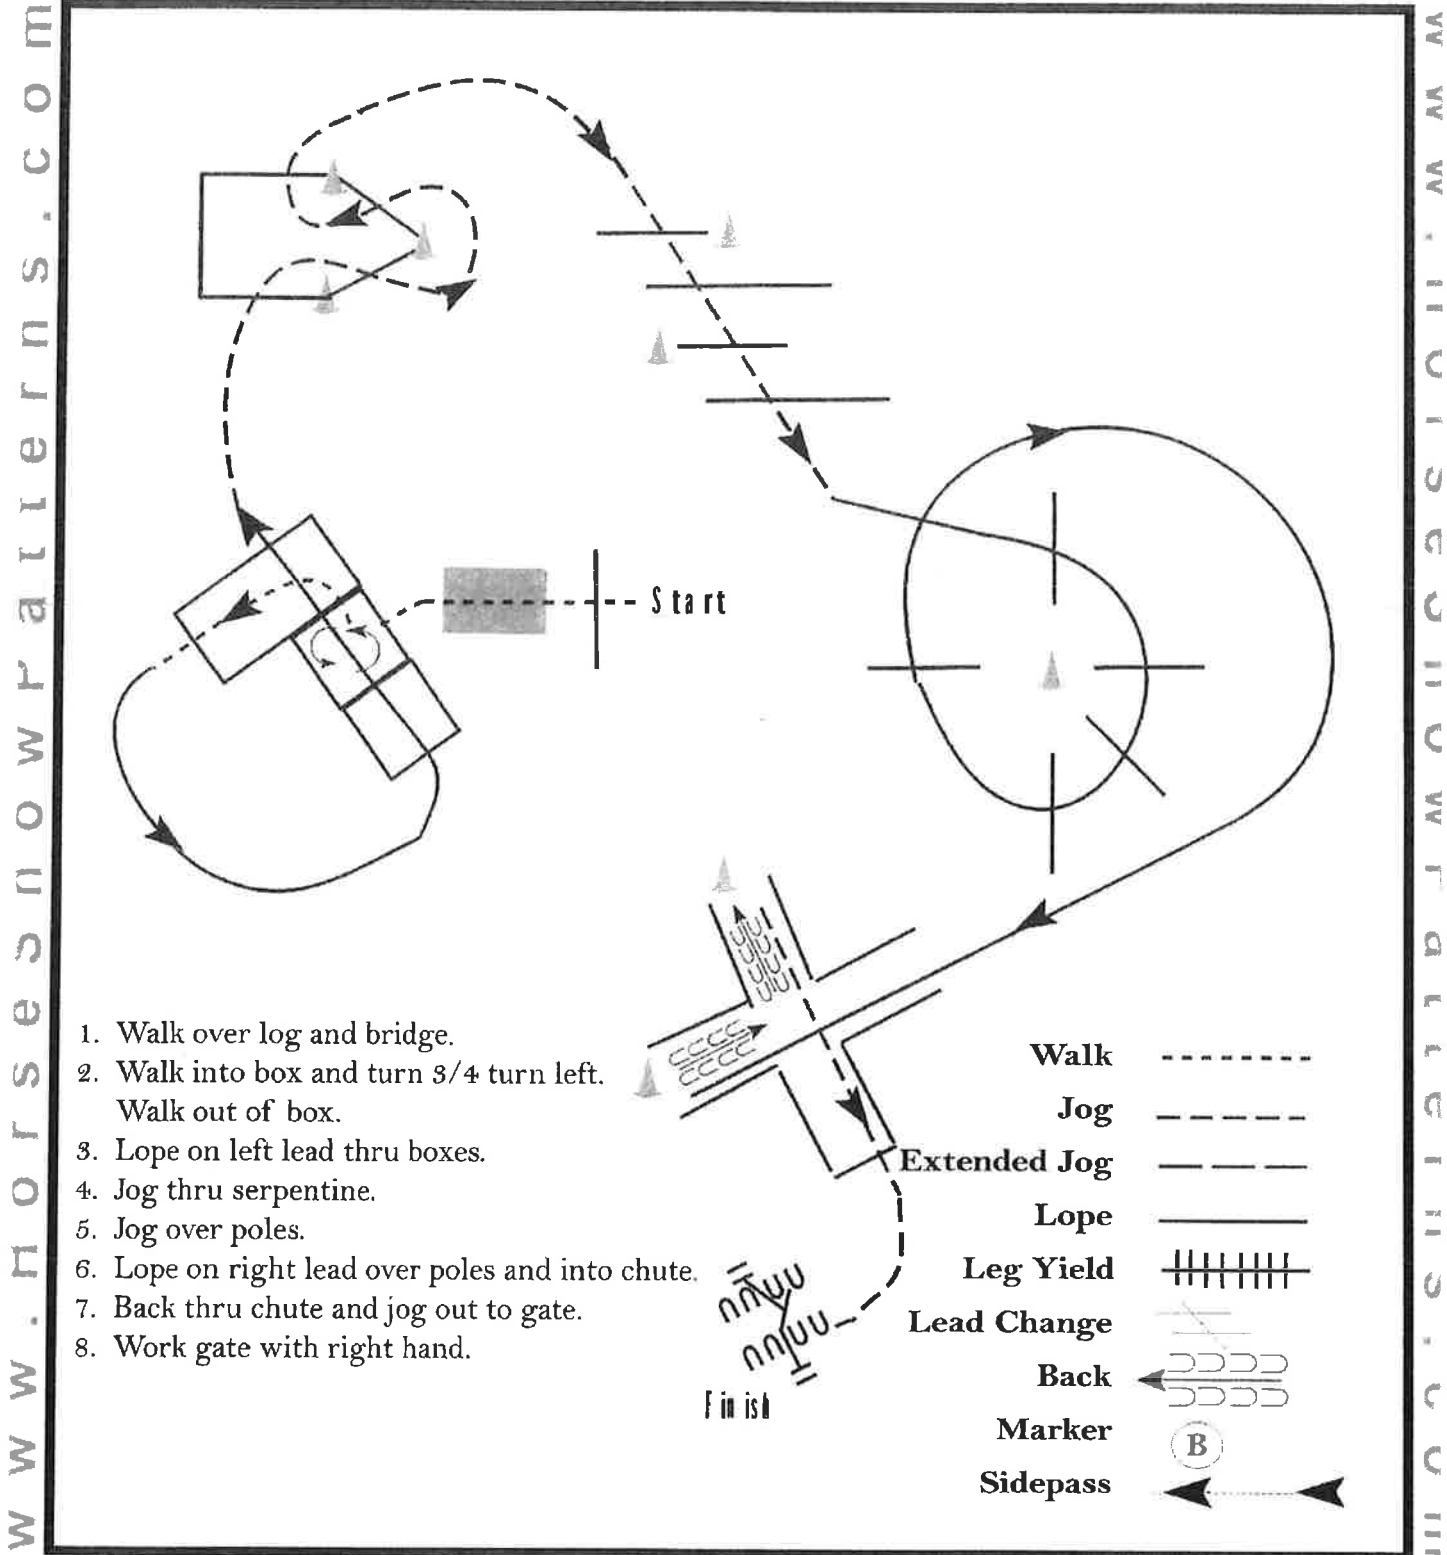 www.HorseShowPatterns.com
www.HorseShowPatterns.com
Start
1. Walk over log and bridge.
2. Walk into box and turn 3/4 turn left.
Walk out of box.
3. Lope on left lead thru boxes.
4. Jog thru serpentine.
5. Jog over poles.
6. Lope on right lead over poles and into chute.
7. Back thru chute and jog out to gate.
8. Work gate with right hand.
Finish
Walk
Jog
Extended Jog
Lope
Leg Yield
Lead Change
Back
Marker
B
Sidepass